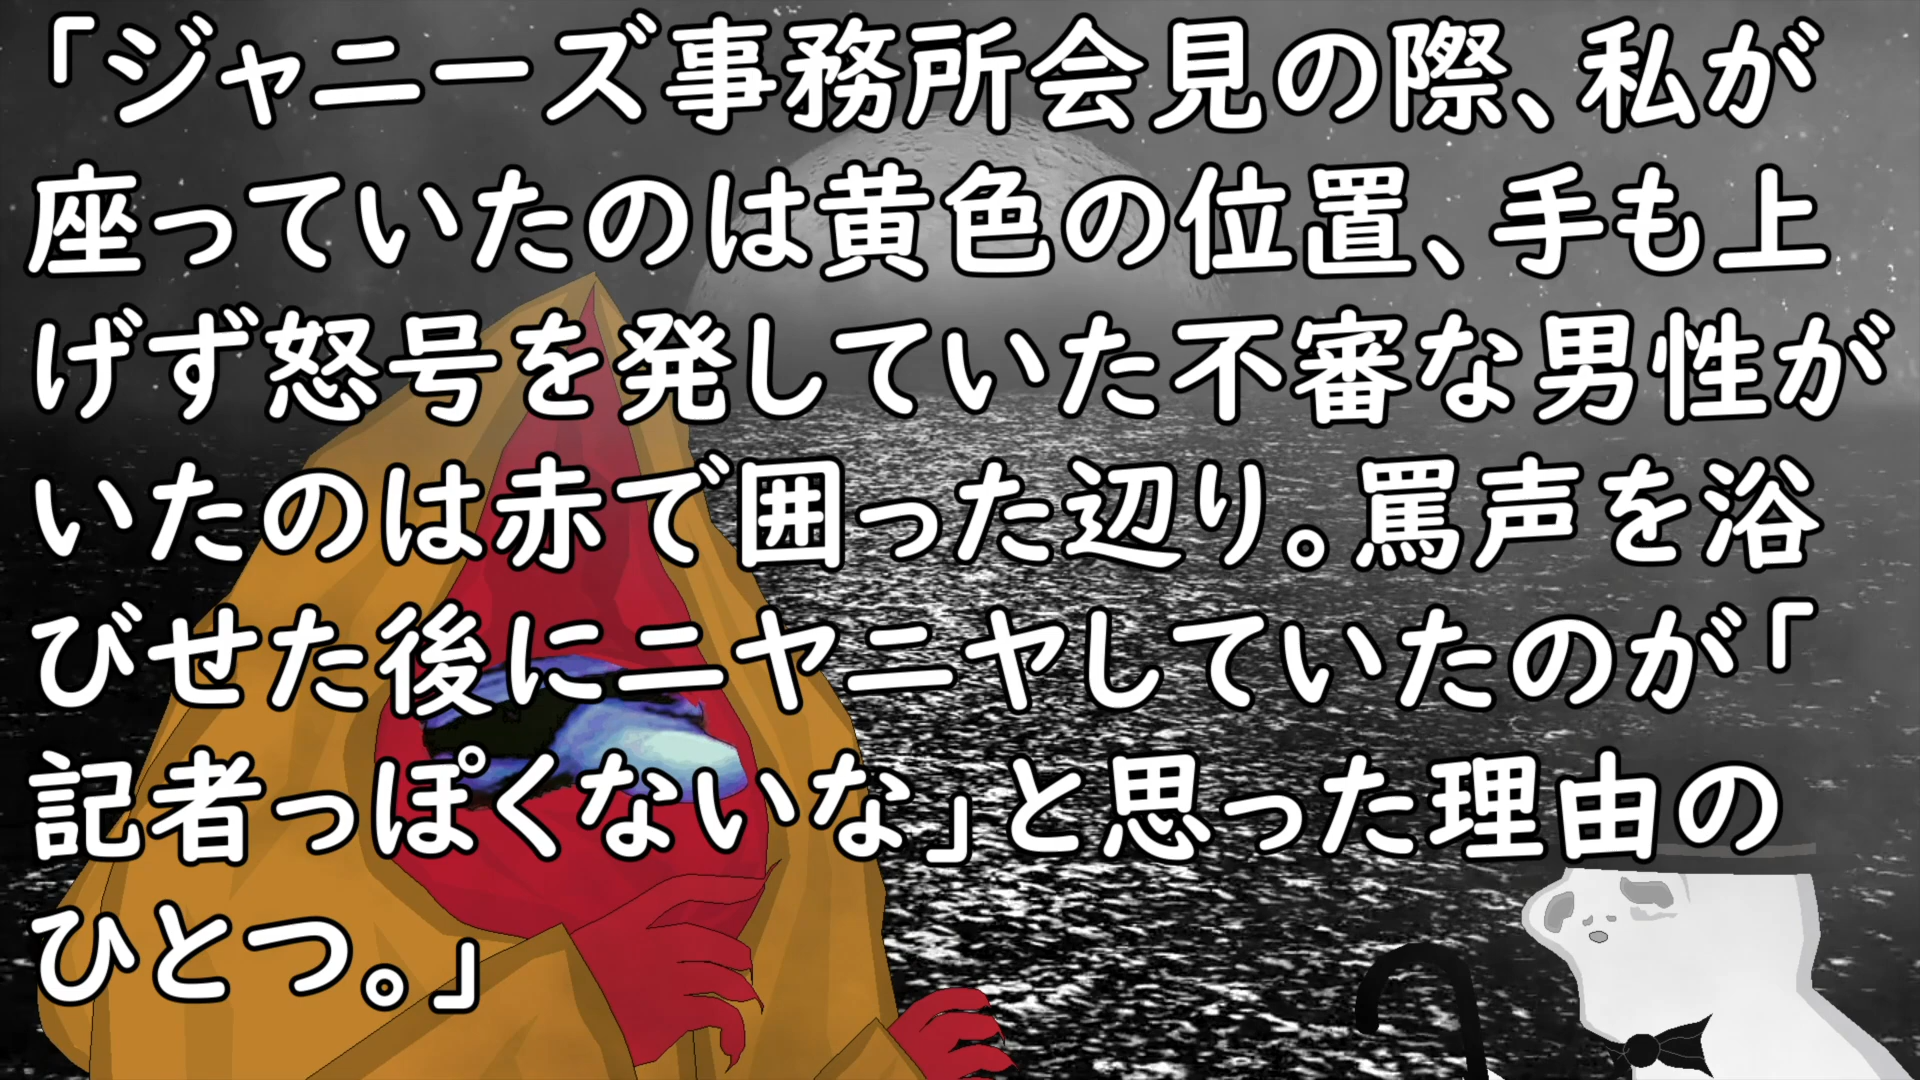 「ジャニーズ事務所会見の際、私が
座っていたのは黄色の位置、手も上
げず怒号を発していた不審な男性が
いたのは赤で囲った辺り。罵声を浴
びせた後にニヤニヤしていたのが「
記者っぽくないな」と思った理由の
ひとつ。」